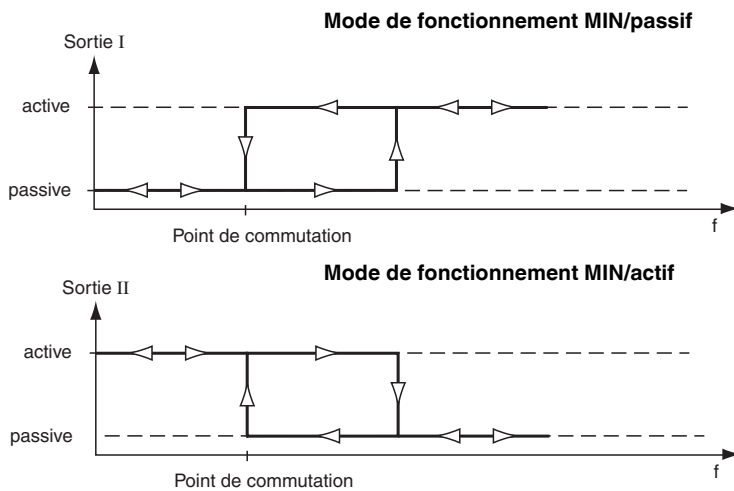 Mode de fonctionnement MIN/passif
Sortie I
active
passive
f
Point de commutation
Mode de fonctionnement MIN/actif
Sortie II
active
passive
f
Point de commutation